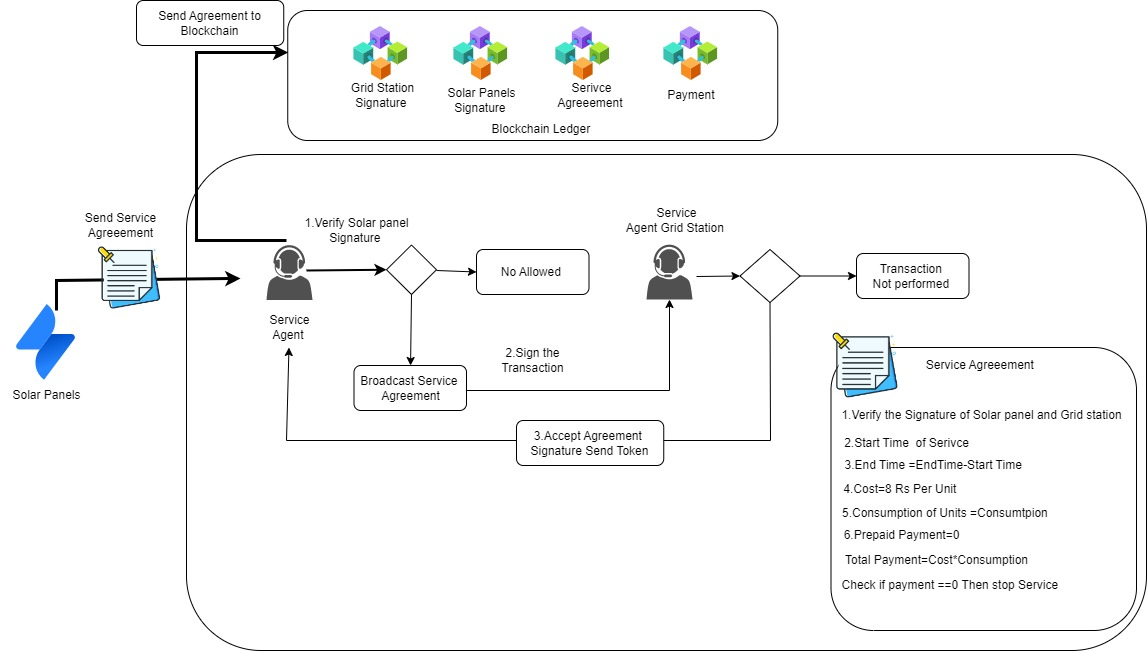 Send Agreement to
Blockchain
Grid Station
Signature
Solar Panels
Signature
Serivce
Agreeement
Payment
Blockchain Ledger
Send Service
Agreeement
Solar Panels
1.Verify Solar panel
Signature
Service
Agent
No Allowed
Broadcast Service
Agreement
2.Sign the
Transaction
Service
Agent Grid Station
Transaction
Not performed
3.Accept Agreement
Signature Send Token
Service Agreeement
1.Verify the Signature of Solar panel and Grid station
2.Start Time of Serivce
3.End Time =EndTime-Start Time
4.Cost=8 Rs Per Unit
5.Consumption of Units =Consumtpion
6.Prepaid Payment=0
Total Payment=Cost*Consumption
Check if payment ==0 Then stop Service